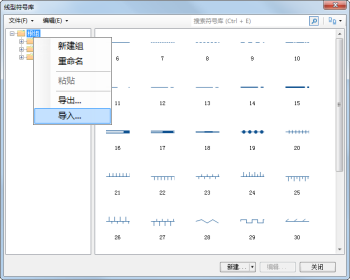 线型符号库
文件(F) 编辑(E) 搜索符号库(Ctrl + E)
根组
新建组
重命名
粘贴
导出...
导入...
6 7 8 9 10
11 12 13 14 15
16 17 18 19 20
21 22 23 24 25
26 27 28 29 30
新建... 编辑... 关闭